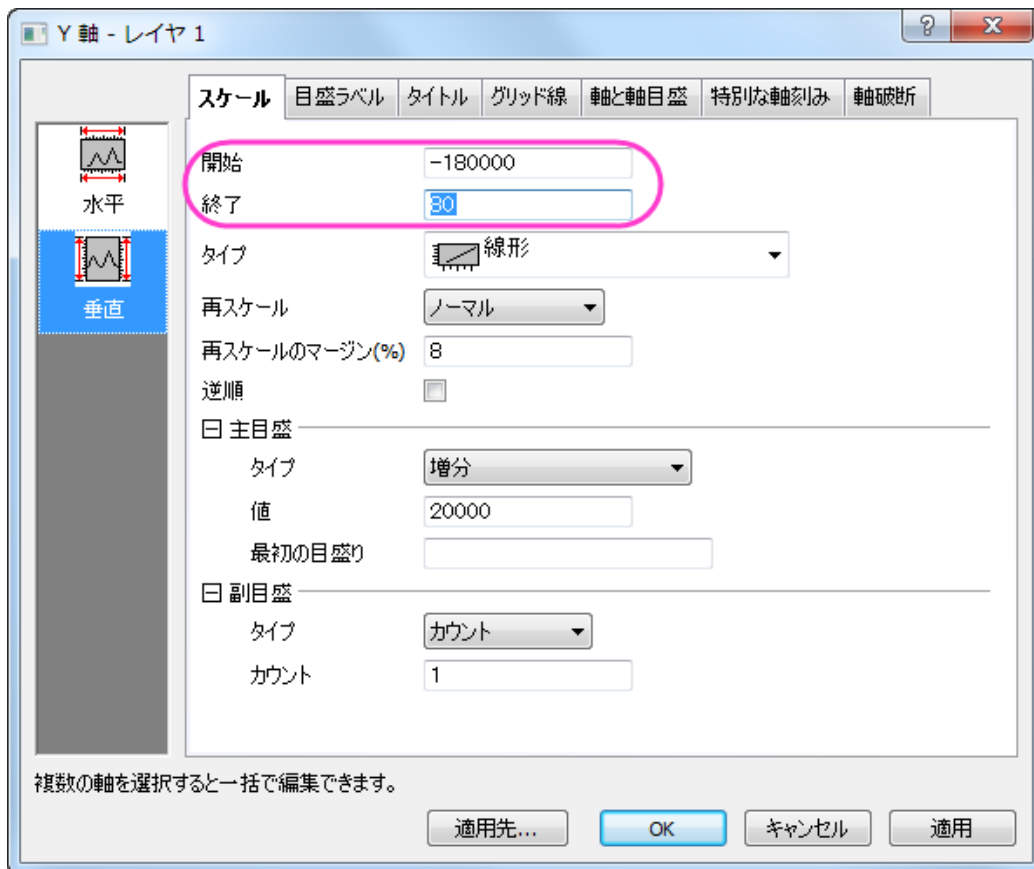 Y 軸 - レイヤ 1
スケール 目盛ラベル タイトル グリッド線 軸と軸目盛 特別な軸刻み 軸破断
水平
垂直
開始 -180000
終了 80
タイプ 線形
再スケール ノーマル
再スケールのマージン(%) 8
逆順
主目盛
タイプ 増分
値 20000
最初の目盛り
副目盛
タイプ カウント
カウント 1
複数の軸を選択すると一括で編集できます。
適用先... OK キャンセル 適用